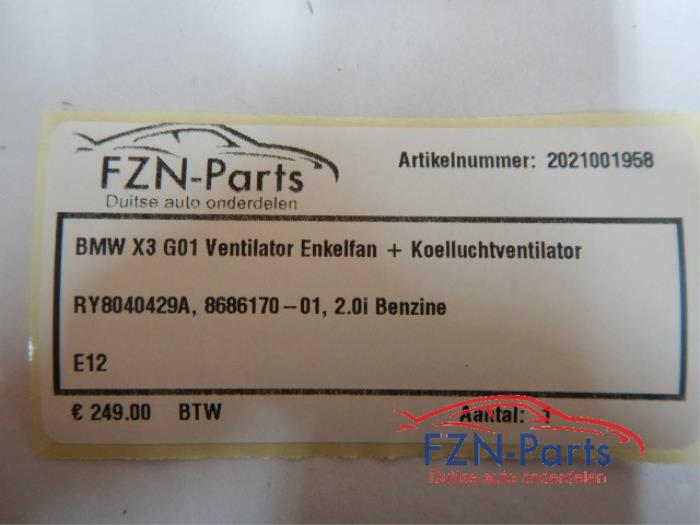 FZN-Parts
Duitse auto onderdelen
Artikelnummer: 2021001958
BMW X3 G01 Ventilator Enkelfan + Koelluchtventilator
RY8040429A, 8686170-01, 2.0i Benzine
E12
€ 249.00 BTW
Aantal: 1
FZN-Parts
Duitse auto onderdelen